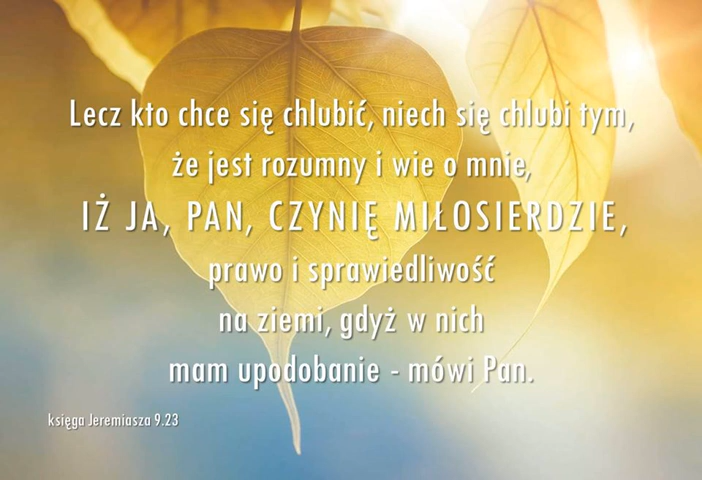 Lecz kto chce się chlubić, niech się chlubi tym,
że jest rozumny i wie o mnie,
IŻ JA, PAN, CZYNIĘ MIŁOSIERDZIE,
prawo i sprawiedliwość
na ziemi, gdyż w nich
mam upodobanie - mówi Pan.
księga Jeremiasza 9.23